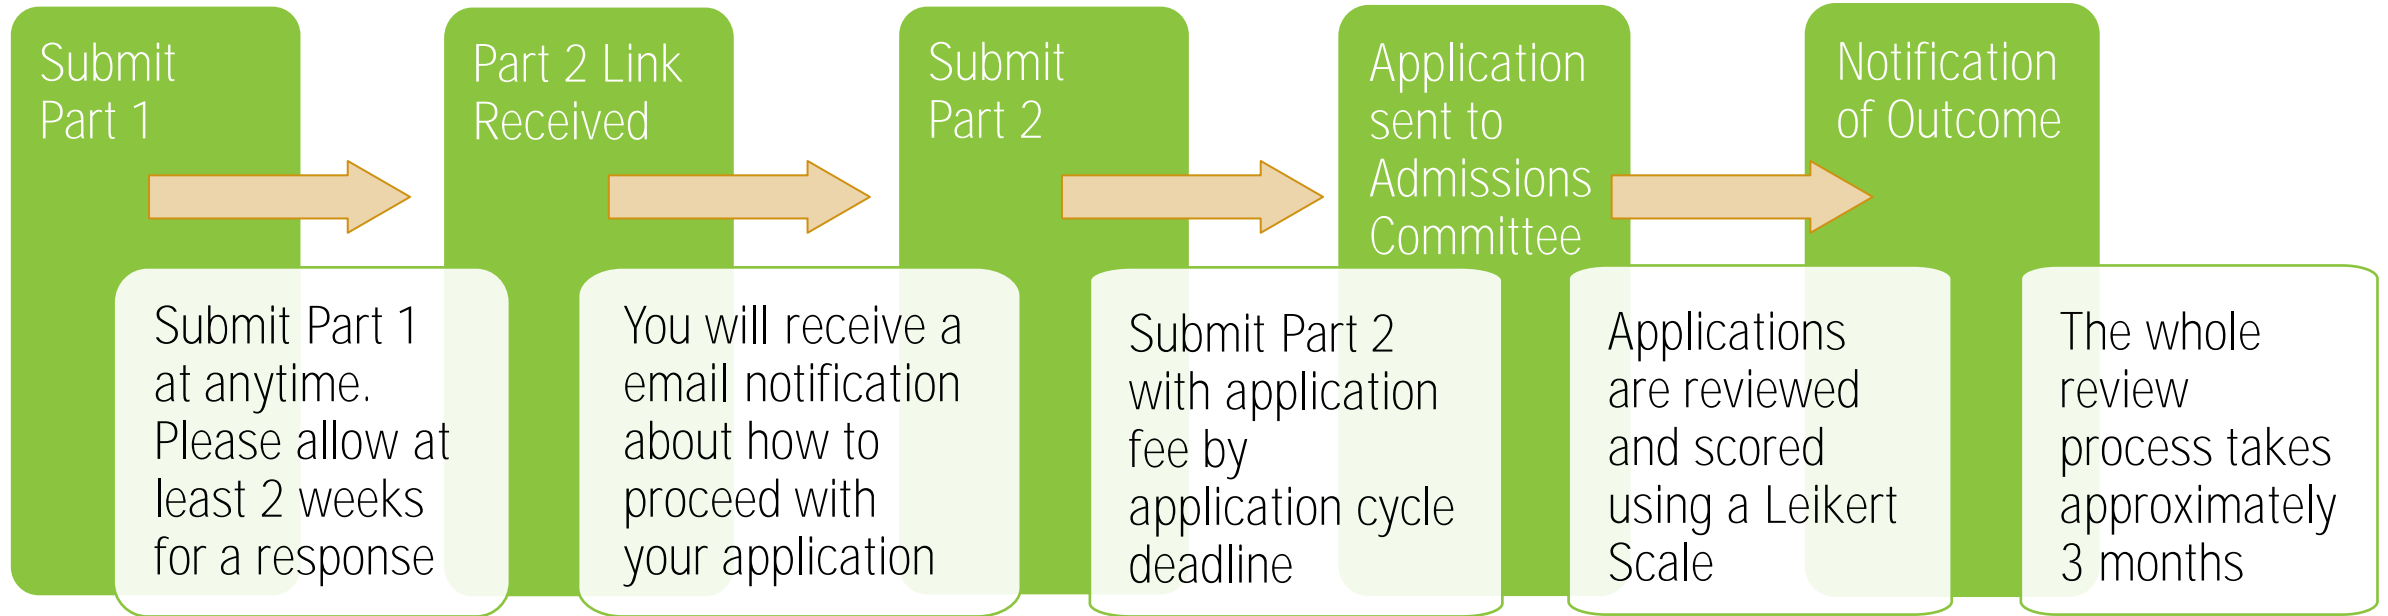 Submit
Part 1
Submit Part 1
at anytime.
Please allow at
least 2 weeks
for a response
Part 2 Link
Received
You will receive a
email notification
about how to
proceed with
your application
Submit
Part 2
Submit Part 2
with application
fee by
application cycle
deadline
Application
sent to
Admissions
Committee
Applications
are reviewed
and scored
using a Leikert
Scale
Notification
of Outcome
The whole
review
process takes
approximately
3 months